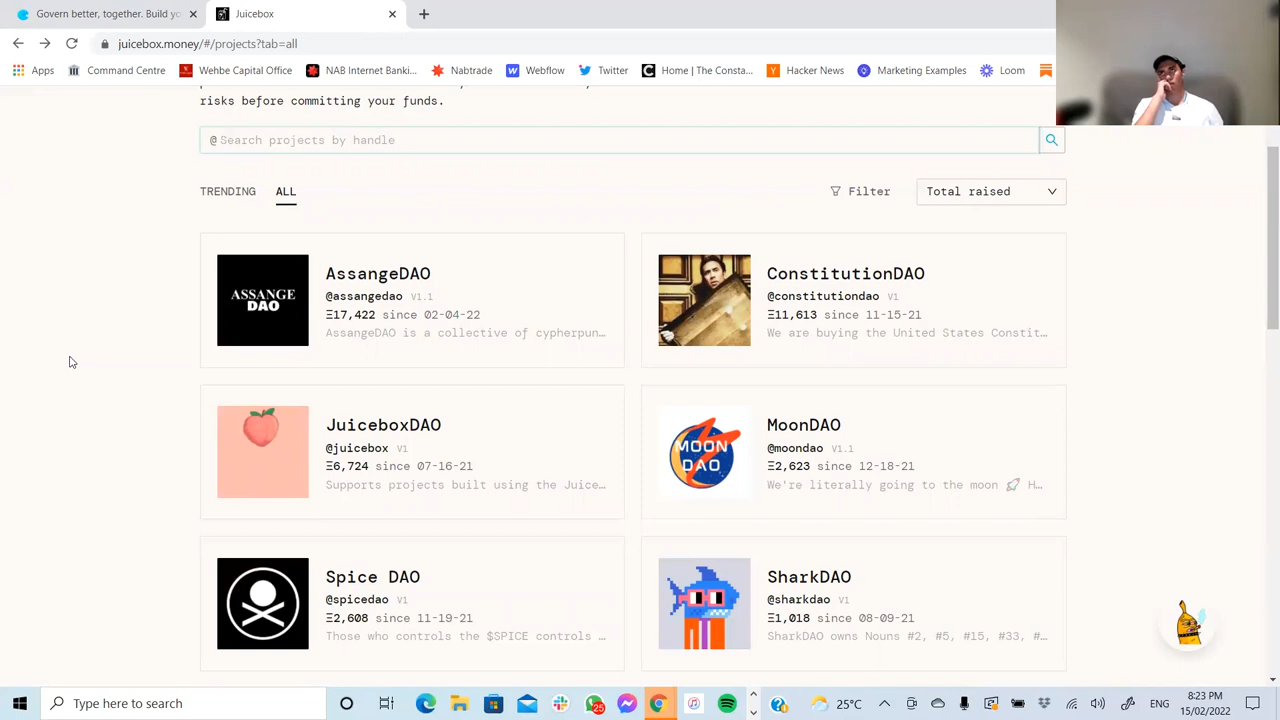 Govern better, together. Build yo
Juicebox
juicebox.money/#/projects?tab=all
Apps
Command Centre
Wehbe Capital Office
NAB Internet Banki...
Nabtrade
Webflow
Twitter
Home | The Consta...
Hacker News
Marketing Examples
Loom
risks before committing your funds.
@ Search projects by handle
TRENDING
ALL
Filter
Total raised
ASSANGE
DAO
AssangeDAO
@assangedao V1.1
Ξ17,422 since 02-04-22
AssangeDAO is a collective of cypherpun...
ConstitutionDAO
@constitutiondao V1
Ξ11,613 since 11-15-21
We are buying the United States Constit...
JuiceboxDAO
@juicebox V1
Ξ6,724 since 07-16-21
Supports projects built using the Juice...
MOON
DAO
MoonDAO
@moondao V1.1
Ξ2,623 since 12-18-21
We're literally going to the moon 🚀 H...
Spice DAO
@spicedao V1
Ξ2,608 since 11-19-21
Those who controls the $SPICE controls ...
SharkDAO
@sharkdao V1
Ξ1,018 since 08-09-21
SharkDAO owns Nouns #2, #5, #15, #33, #...
Type here to search
25
25°C
ENG
8:23 PM
15/02/2022